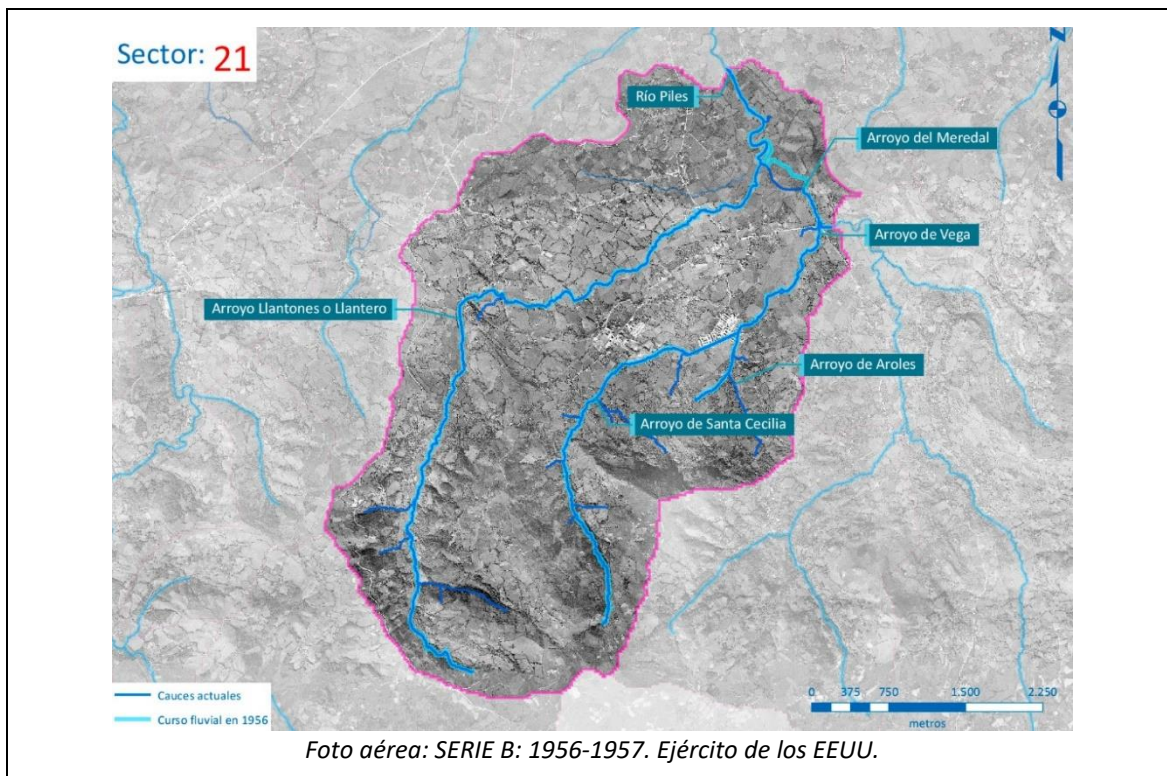 Sector: 21
Z
Río Piles
Arroyo del Meredal
Arroyo de Vega
Arroyo Llantones o Llantero
Arroyo de Aroles
Arroyo de Santa Cecilia
Cauces actuales
Curso fluvial en 1956
0 375 750 1.500 2.250
metros
Foto aérea: SERIE B: 1956-1957. Ejército de los EEUU.